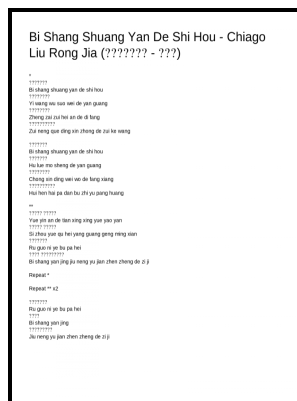 Bi Shang Shuang Yan De Shi Hou - Chiago
Liu Rong Jia (??????? - ???)
*
???????
Bi shang shuang yan de shi hou
????????
Yi wang wu suo wei de yan guang
????????
Zheng zai zui hei an de di fang
??????????
Zui neng que ding xin zhong de zui ke wang
???????
Bi shang shuang yan de shi hou
???????
Hu lue mo sheng de yan guang
????????
Chong xin ding wei wo de fang xiang
??????????
Hui hen hai pa dan bu zhi yu pang huang
**
????? ?????
Yue yin an de tian xing xing yue yao yan
????? ?????
Si zhou yue qu hei yang guang geng ming xian
???????
Ru guo ni ye bu pa hei
???? ?????????
Bi shang yan jing jiu neng yu jian zhen zheng de zi ji
Repeat *
Repeat ** x2
???????
Ru guo ni ye bu pa hei
????
Bi shang yan jing
?????????
Jiu neng yu jian zhen zheng de zi ji